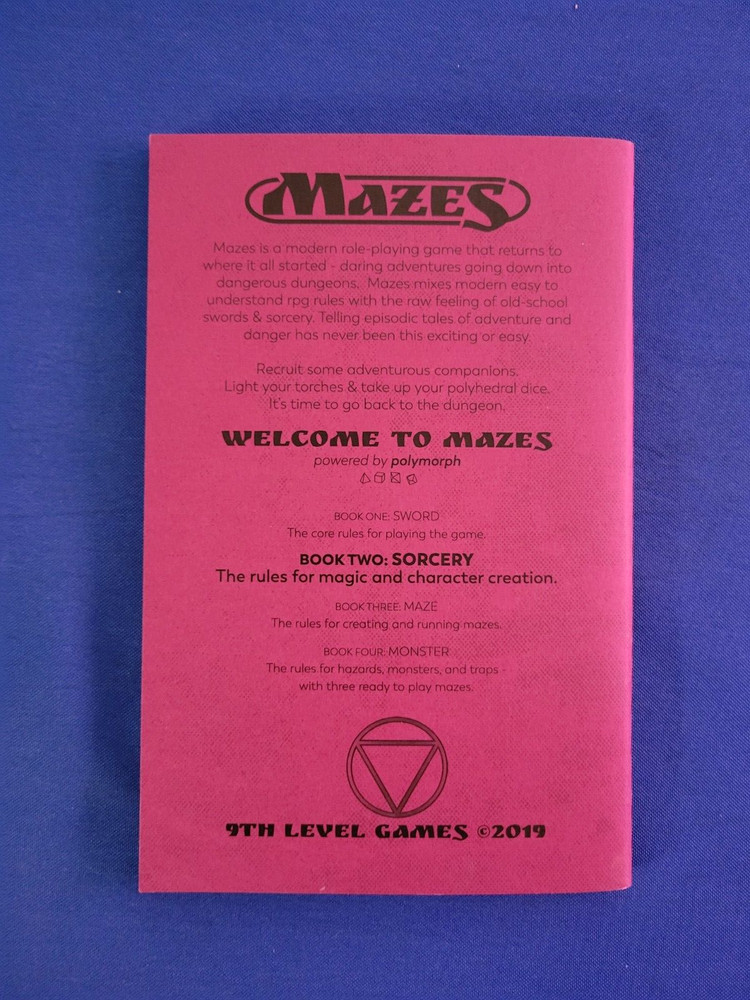 MAZES
Mazes is a modern role-playing game that returns to
where it all started - daring adventures going down into
dangerous dungeons. Mazes mixes modern easy to
understand rpg rules with the raw feeling of old-school
swords & sorcery. Telling episodic tales of adventure and
danger has never been this exciting or easy.
Recruit some adventurous companions.
Light your torches & take up your polyhedral dice.
It's time to go back to the dungeon.
WELCOME TO MAZES
powered by polymorph
BOOK ONE: SWORD
The core rules for playing the game.
BOOK TWO: SORCERY
The rules for magic and character creation.
BOOK THREE: MAZE
The rules for creating and running mazes.
BOOK FOUR: MONSTER
The rules for hazards, monsters, and traps -
with three ready to play mazes.
9TH LEVEL GAMES ©2019